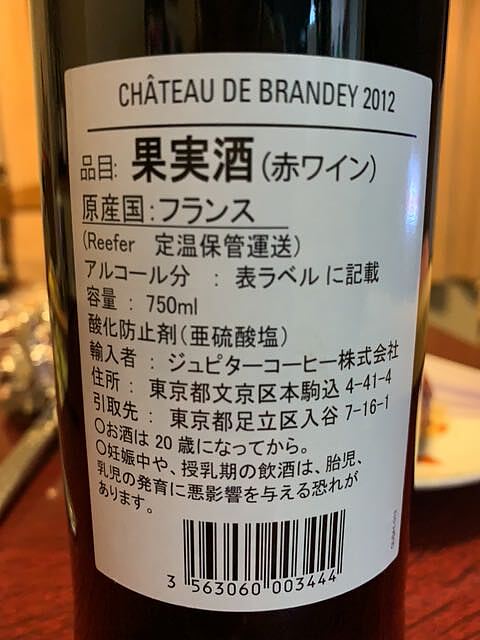 CHÂTEAU DE BRANDEY 2012
品目: 果実酒(赤ワイン)
原産国:フランス
(Reefer 定温保管運送)
アルコール分 : 表ラベルに記載
容量 : 750ml
酸化防止剤(亜硫酸塩)
輸入者 : ジュピターコーヒー株式会社
住所 : 東京都文京区本駒込 4-41-4
引取先 : 東京都足立区入谷 7-16-1
〇お酒は 20 歳になってから。
〇妊娠中や、授乳期の飲酒は、胎児、
乳児の発育に悪影響を与える恐れが
あります。
3 563060 003444